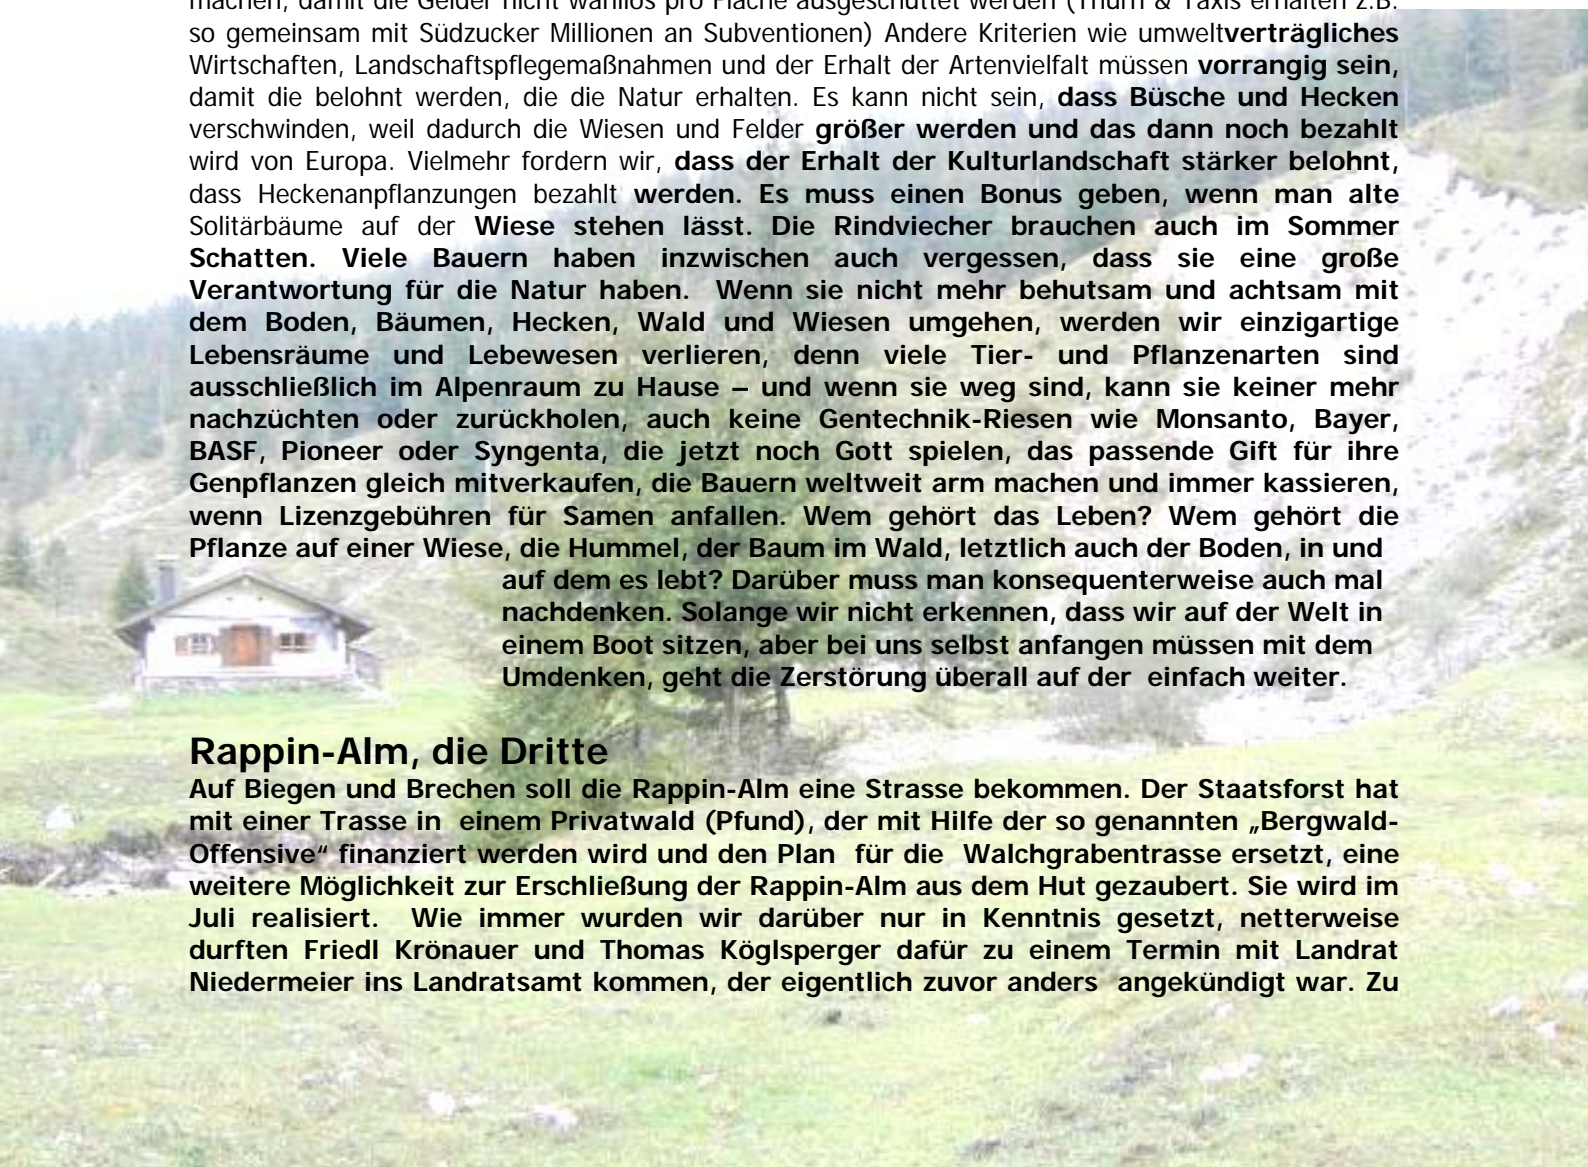 machen, damit die Gelder nicht wahllos pro Fläche ausgeschüttet werden (Thurn & Taxis erhalten z.B.
so gemeinsam mit Südzucker Millionen an Subventionen) Andere Kriterien wie umweltverträgliches
Wirtschaften, Landschaftspflegemaßnahmen und der Erhalt der Artenvielfalt müssen vorrangig sein,
damit die belohnt werden, die die Natur erhalten. Es kann nicht sein, dass Büsche und Hecken
verschwinden, weil dadurch die Wiesen und Felder größer werden und das dann noch bezahlt
wird von Europa. Vielmehr fordern wir, dass der Erhalt der Kulturlandschaft stärker belohnt,
dass Heckenanpflanzungen bezahlt werden. Es muss einen Bonus geben, wenn man alte
Solitärbäume auf der Wiese stehen lässt. Die Rindviecher brauchen auch im Sommer
Schatten. Viele Bauern haben inzwischen auch vergessen, dass sie eine große
Verantwortung für die Natur haben.  Wenn sie nicht mehr behutsam und achtsam mit
dem Boden, Bäumen, Hecken, Wald und Wiesen umgehen, werden wir einzigartige
Lebensräume und Lebewesen verlieren, denn viele Tier- und Pflanzenarten sind
ausschließlich im Alpenraum zu Hause – und wenn sie weg sind, kann sie keiner mehr
nachzüchten oder zurückholen, auch keine Gentechnik-Riesen wie Monsanto, Bayer,
BASF, Pioneer oder Syngenta, die jetzt noch Gott spielen, das passende Gift für ihre
Genpflanzen gleich mitverkaufen, die Bauern weltweit arm machen und immer kassieren,
wenn Lizenzgebühren für Samen anfallen. Wem gehört das Leben? Wem gehört die
Pflanze auf einer Wiese, die Hummel, der Baum im Wald, letztlich auch der Boden, in und
auf dem es lebt? Darüber muss man konsequenterweise auch mal
nachdenken. Solange wir nicht erkennen, dass wir auf der Welt in
einem Boot sitzen, aber bei uns selbst anfangen müssen mit dem
Umdenken, geht die Zerstörung überall auf der  einfach weiter.
Rappin-Alm, die Dritte
Auf Biegen und Brechen soll die Rappin-Alm eine Strasse bekommen. Der Staatsforst hat
mit einer Trasse in  einem Privatwald (Pfund), der mit Hilfe der so genannten „Bergwald-
Offensive“ finanziert werden wird und den Plan  für die  Walchgrabentrasse ersetzt, eine
weitere Möglichkeit zur Erschließung der Rappin-Alm aus dem Hut gezaubert. Sie wird im
Juli realisiert.  Wie immer wurden wir darüber nur in Kenntnis gesetzt, netterweise
durften Friedl Krönauer und Thomas Köglsperger dafür zu einem Termin mit Landrat
Niedermeier ins Landratsamt kommen, der eigentlich zuvor anders  angekündigt war. Zu